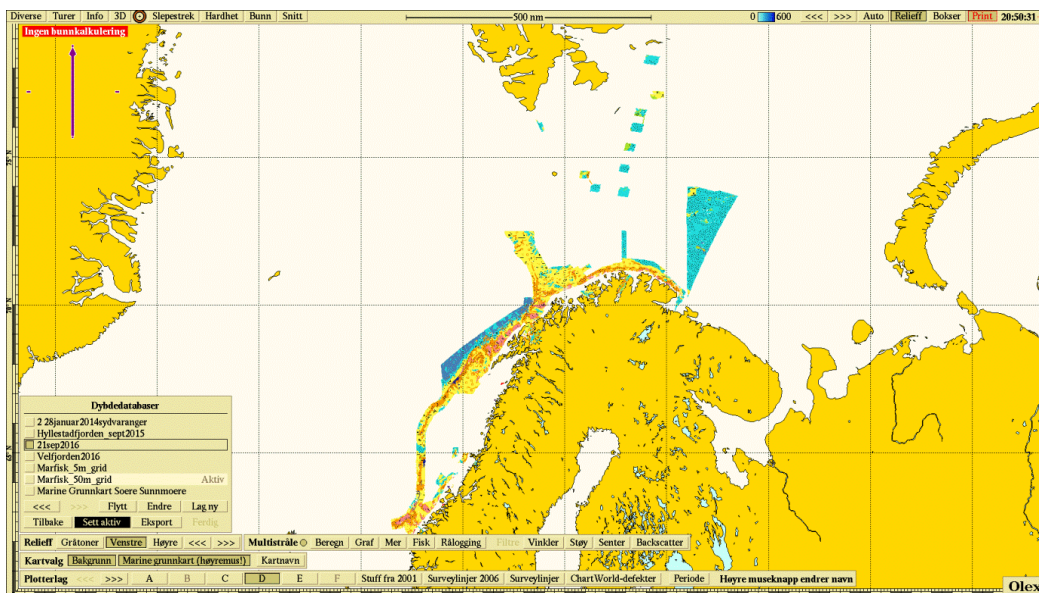 Diverse Turer Info 3D Slepestrek Hardhet Bunn Snitt 500 nm 0 600 <<< >>> Auto Relieff Bokser Print 20:50:31
Ingen bunnkalkulering
75°N
70°N
65°N
Dybdedatabaser
2 28januar2014sydvaranger
Hyllestadfjorden_sept2015
21sep2016
Velfjorden2016
Marfisk_5m_grid
Marfisk_50m_grid Aktiv
Marine Grunnkart Soere Sunnmoere
<<< >>> Flytt Endre Lag ny
Tilbake Sett aktiv Eksport Ferdig
Relieff Gråtoner Venstre Høyre <<< >>> Multistråle Beregn Graf Mer Fisk Rålogging Filtre Vinkler Støy Senter Backscatter
Kartvalg Bakgrunn Marine grunnkart (høyremus!) Kartnavn
Plotterlag <<< >>> A B C D E F Stuff fra 2001 Surveylinjer 2006 Surveylinjer ChartWorld-defekter Periode Høyre museknapp endrer navn
Olex